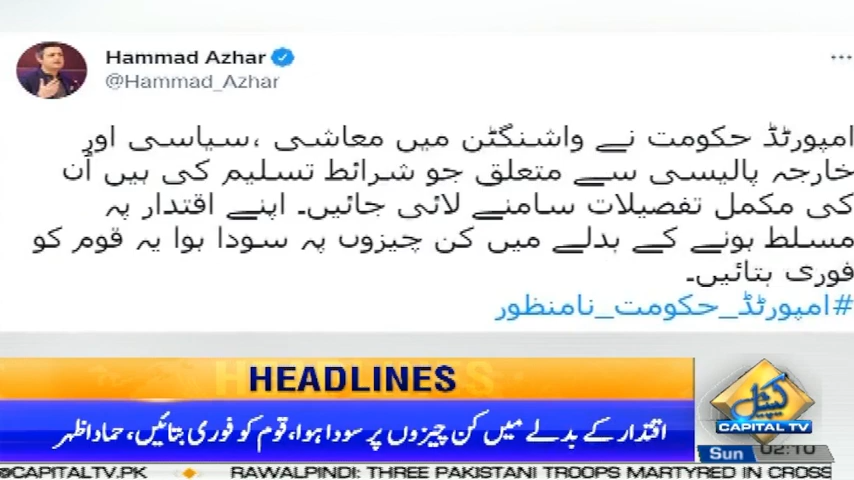 Hammad Azhar
@Hammad_Azhar
امپورٹڈ حکومت نے واشنگٹن میں معاشی ،سیاسی اور
خارجہ پالیسی سے متعلق جو شرائط تسلیم کی ہیں اُن
کی مکمل تفصیلات سامنے لائی جائیں۔ اپنے اقتدار پہ
مسلط ہونے کے بدلے میں کن چیزوں پہ سودا ہوا یہ قوم کو
فوری بتائیں۔
#امپورٹڈ_حکومت_نامنظور
HEADLINES
اقتدار کے بدلے میں کن چیزوں پر سودا ہوا، قوم کو فوری بتائیں، حماد اظہر
کیپیٹل
CAPITAL TV
Sun 02:10
@CAPITALTV.PK RAWALPINDI: THREE PAKISTANI TROOPS MARTYRED IN CROSS